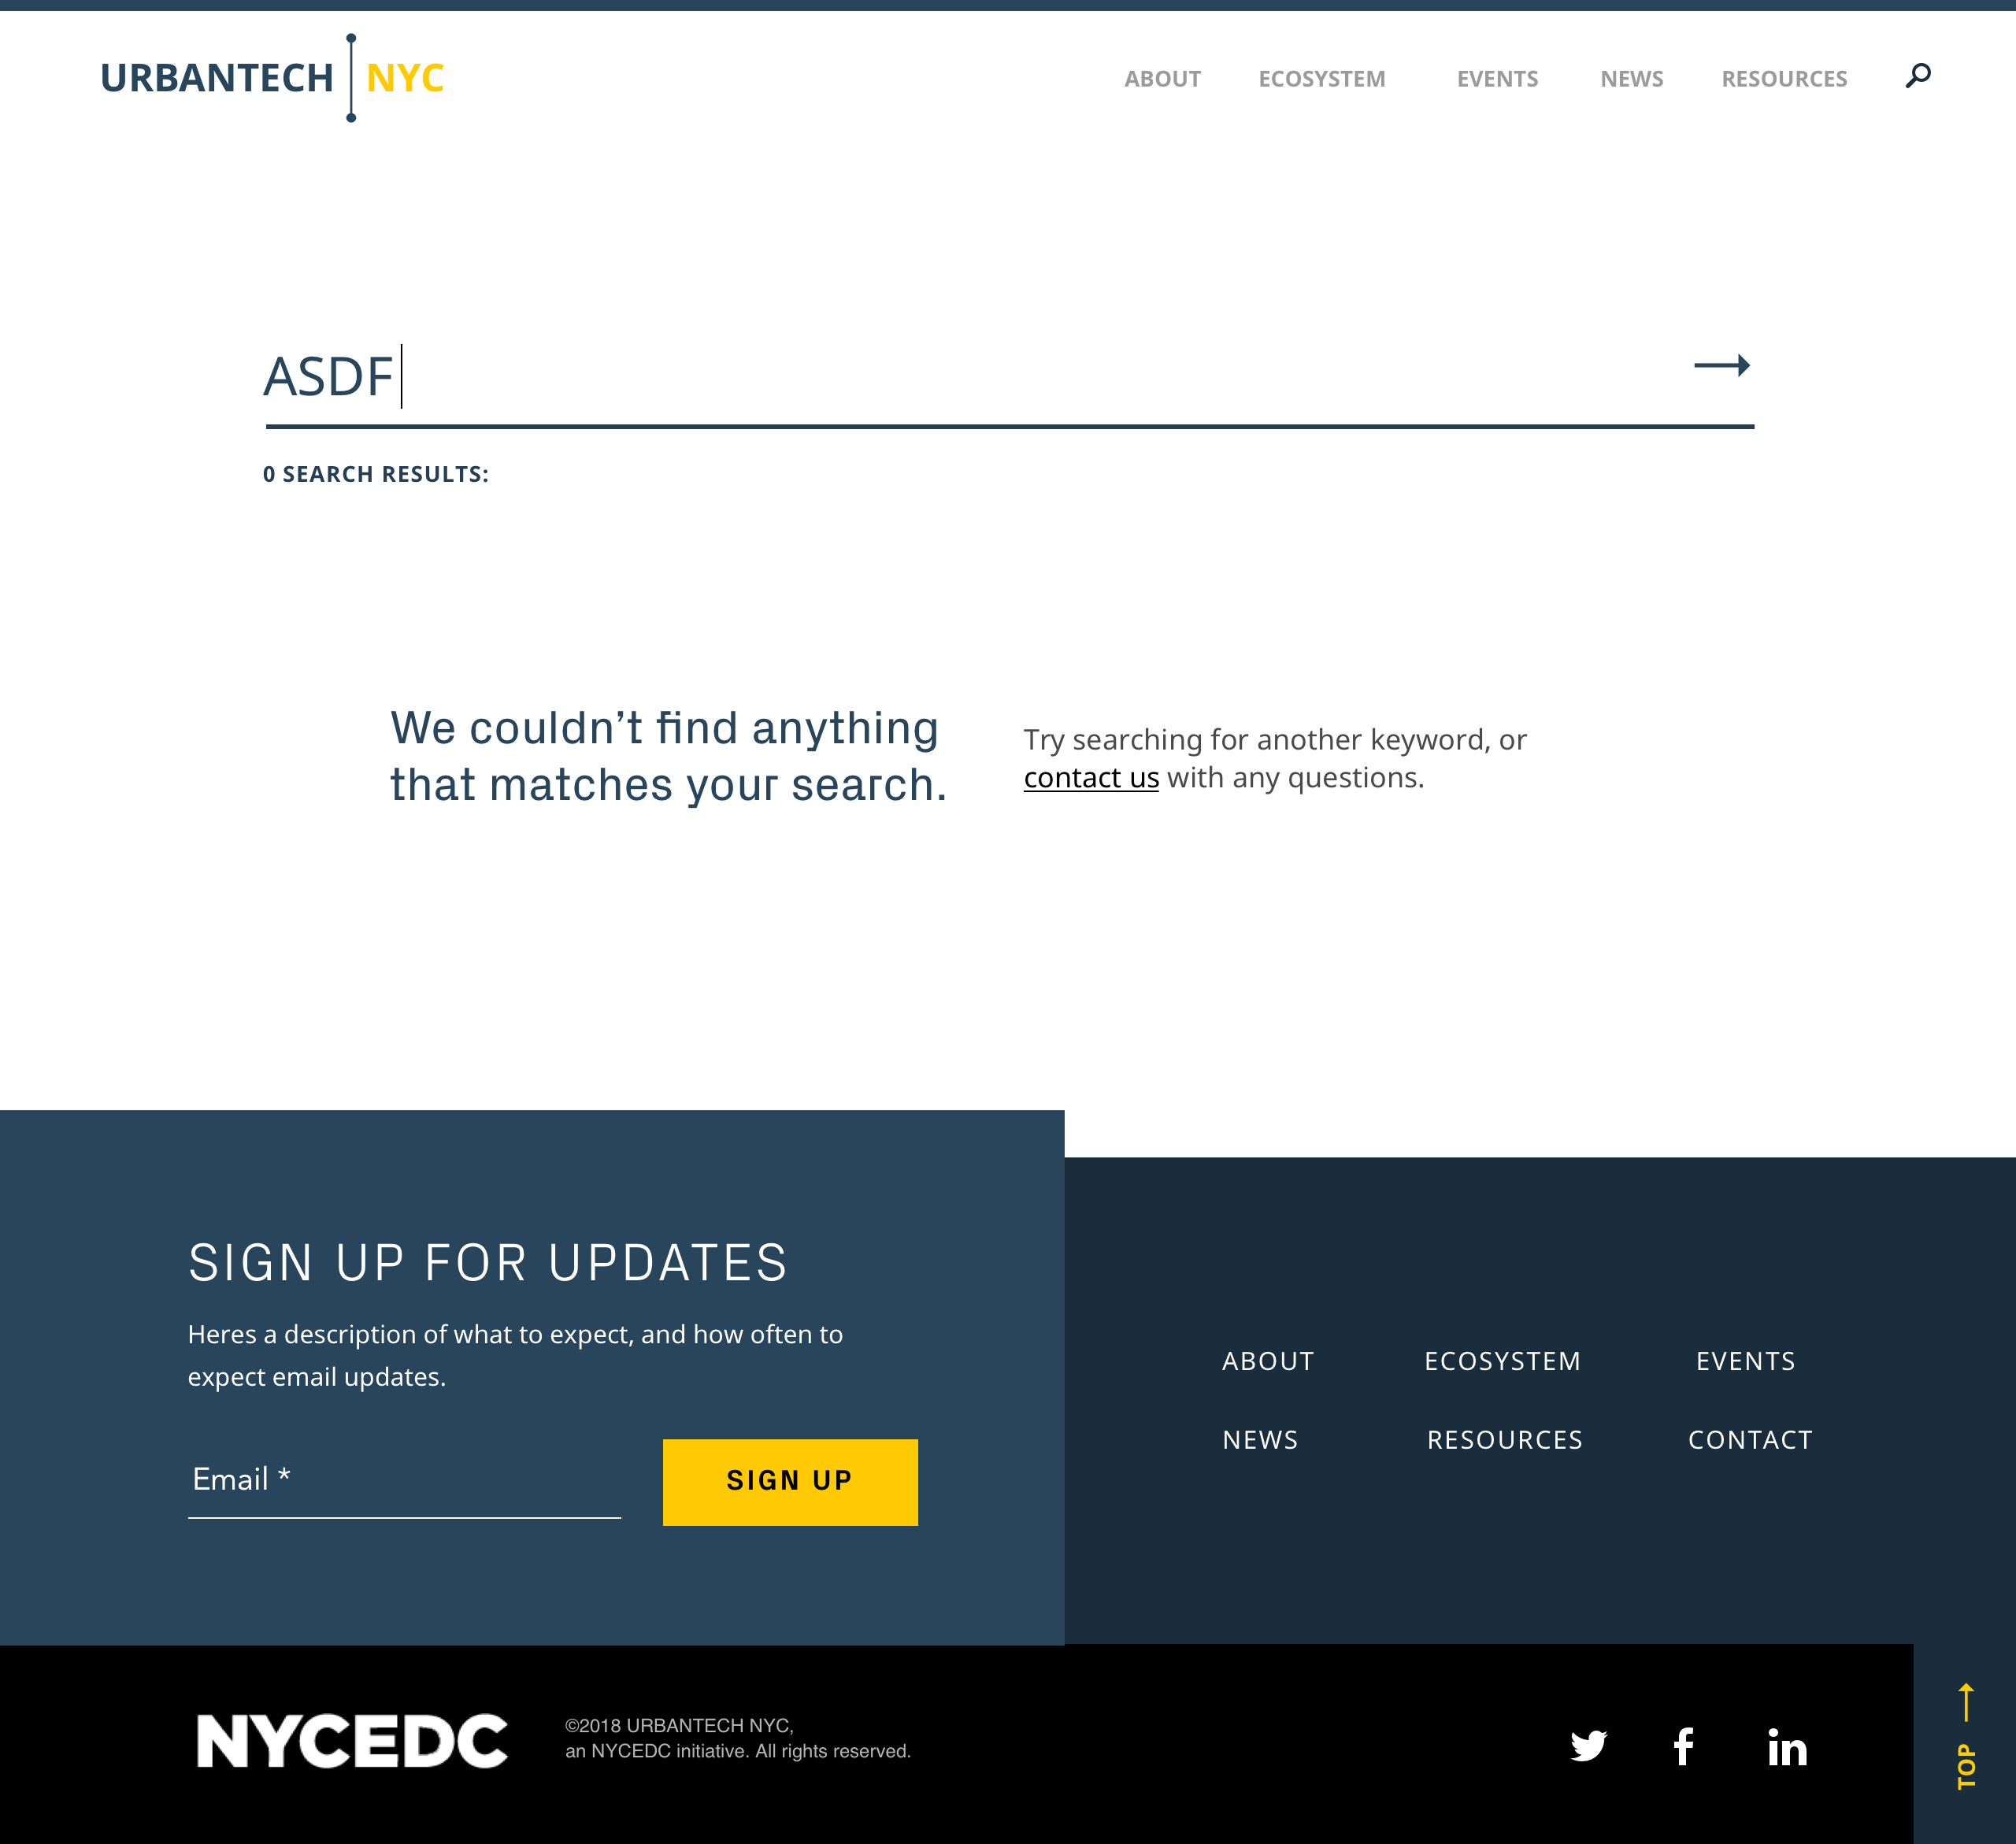 URBANTECH NYC
ABOUT ECOSYSTEM EVENTS NEWS RESOURCES
ASDF
0 SEARCH RESULTS:
We couldn’t find anything
that matches your search.
Try searching for another keyword, or
contact us with any questions.
SIGN UP FOR UPDATES
Heres a description of what to expect, and how often to
expect email updates.
Email *
SIGN UP
ABOUT ECOSYSTEM EVENTS
NEWS RESOURCES CONTACT
NYCEDC
©2018 URBANTECH NYC,
an NYCEDC initiative. All rights reserved.
TOP